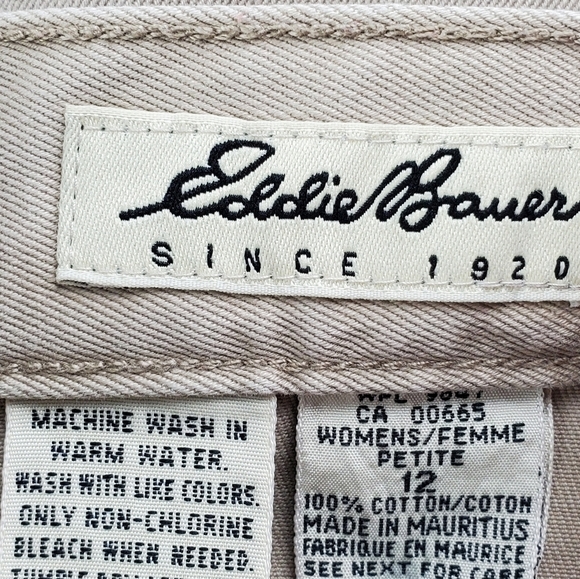 Eddie Bauer
SINCE 1920
MACHINE WASH IN
WARM WATER.
WASH WITH LIKE COLORS.
ONLY NON-CHLORINE
BLEACH WHEN NEEDED.
CA 00665
WOMENS/FEMME
PETITE
12
100% COTTON/COTON
MADE IN MAURITIUS
FABRIQUE EN MAURICE
SEE NEXT FOR CARE